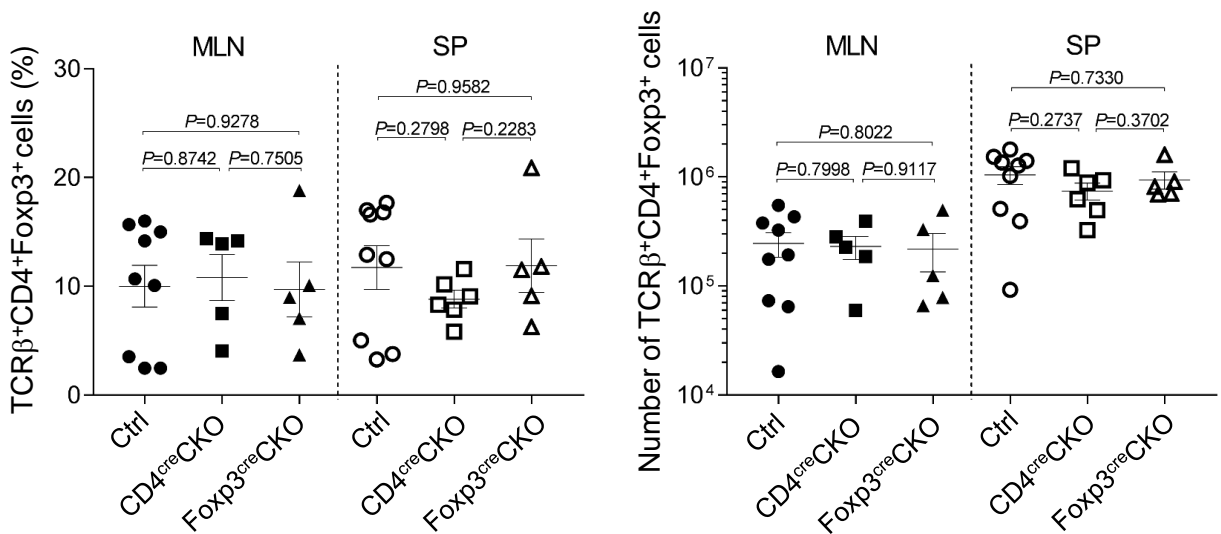 MLN SP
TCRβ⁺CD4⁺Foxp3⁺ cells (%)
30
20
10
0
P=0.9278
P=0.8742 P=0.7505
P=0.9582
P=0.2798 P=0.2283
Ctrl
CD4ᶜʳᵉCKO
Foxp3ᶜʳᵉCKO
Ctrl
CD4ᶜʳᵉCKO
Foxp3ᶜʳᵉCKO
MLN SP
Number of TCRβ⁺CD4⁺Foxp3⁺ cells
10⁷
10⁶
10⁵
10⁴
P=0.8022
P=0.7998 P=0.9117
P=0.7330
P=0.2737 P=0.3702
Ctrl
CD4ᶜʳᵉCKO
Foxp3ᶜʳᵉCKO
Ctrl
CD4ᶜʳᵉCKO
Foxp3ᶜʳᵉCKO